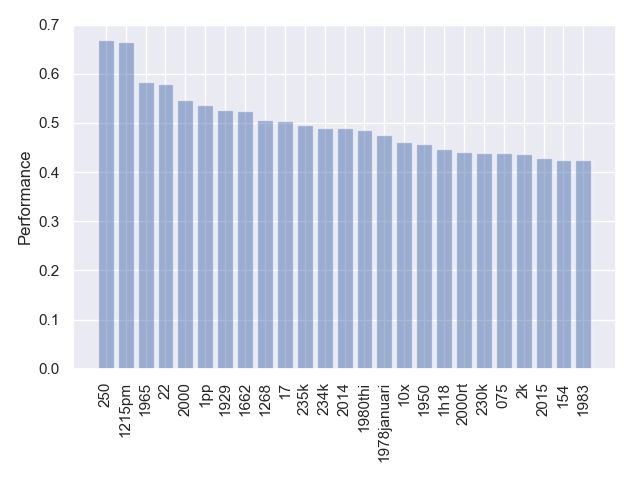 0.7
0.6
0.5
0.4
0.3
0.2
0.1
0.0
Performance
250
1215pm
1965
22
2000
1pp
1929
1662
1268
17
235k
234k
2014
1980thi
1978januari
10x
1950
1h18
2000rt
230k
075
2k
2015
154
1983